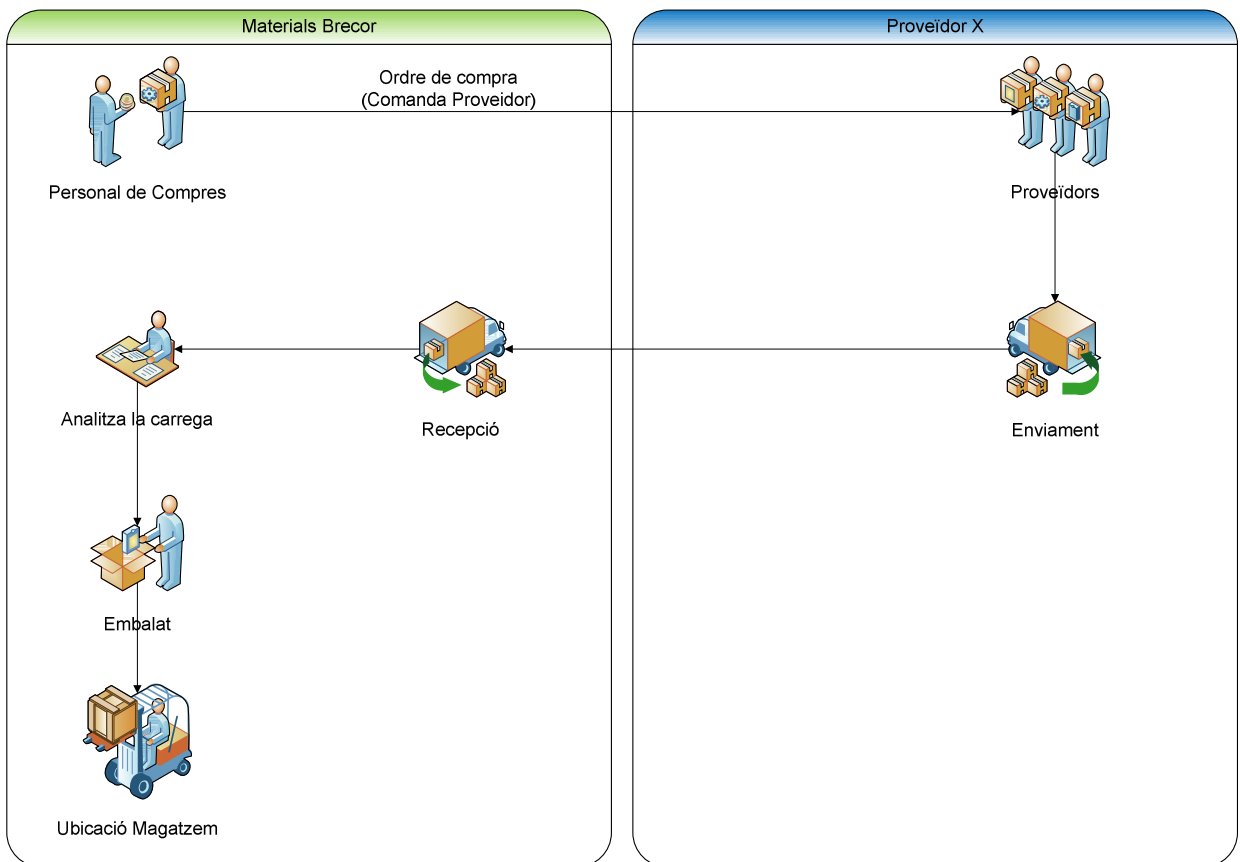 Materials Brecor
Proveïdor X
Ordre de compra
(Comanda Proveidor)
Personal de Compres
Proveïdors
Analitza la carrega
Recepció
Enviament
Embalat
Ubicació Magatzem